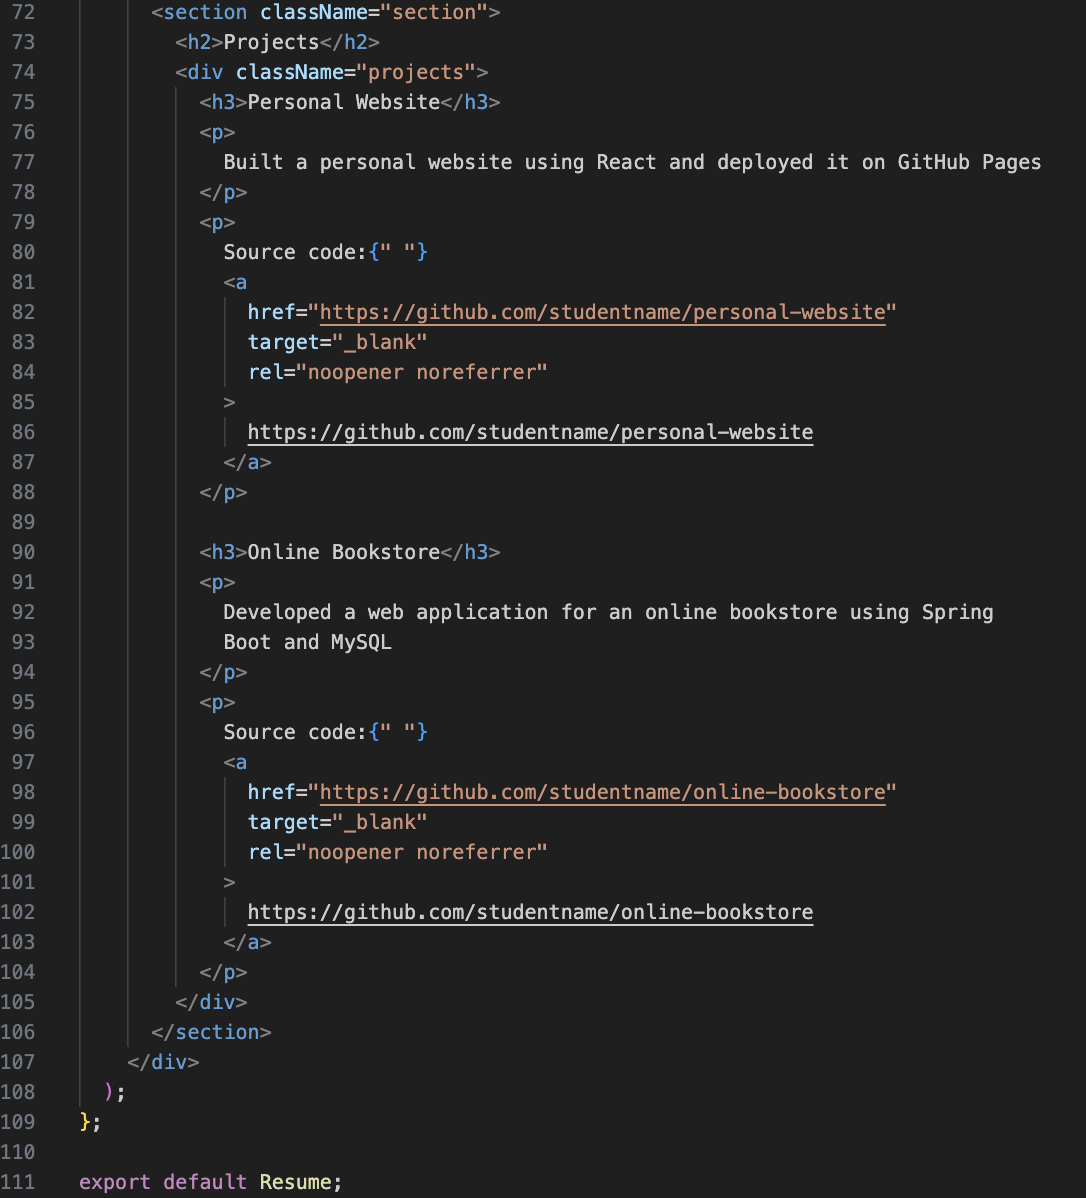 72 <section className="section">
73 <h2>Projects</h2>
74 <div className="projects">
75 <h3>Personal Website</h3>
76 <p>
77 Built a personal website using React and deployed it on GitHub Pages
78 </p>
79 <p>
80 Source code:{" "}
81 <a
82 href="https://github.com/studentname/personal-website"
83 target="_blank"
84 rel="noopener noreferrer"
85 >
86 https://github.com/studentname/personal-website
87 </a>
88 </p>
89
90 <h3>Online Bookstore</h3>
91 <p>
92 Developed a web application for an online bookstore using Spring
93 Boot and MySQL
94 </p>
95 <p>
96 Source code:{" "}
97 <a
98 href="https://github.com/studentname/online-bookstore"
99 target="_blank"
100 rel="noopener noreferrer"
101 >
102 https://github.com/studentname/online-bookstore
103 </a>
104 </p>
105 </div>
106 </section>
107 </div>
108 );
109 };
110
111 export default Resume;